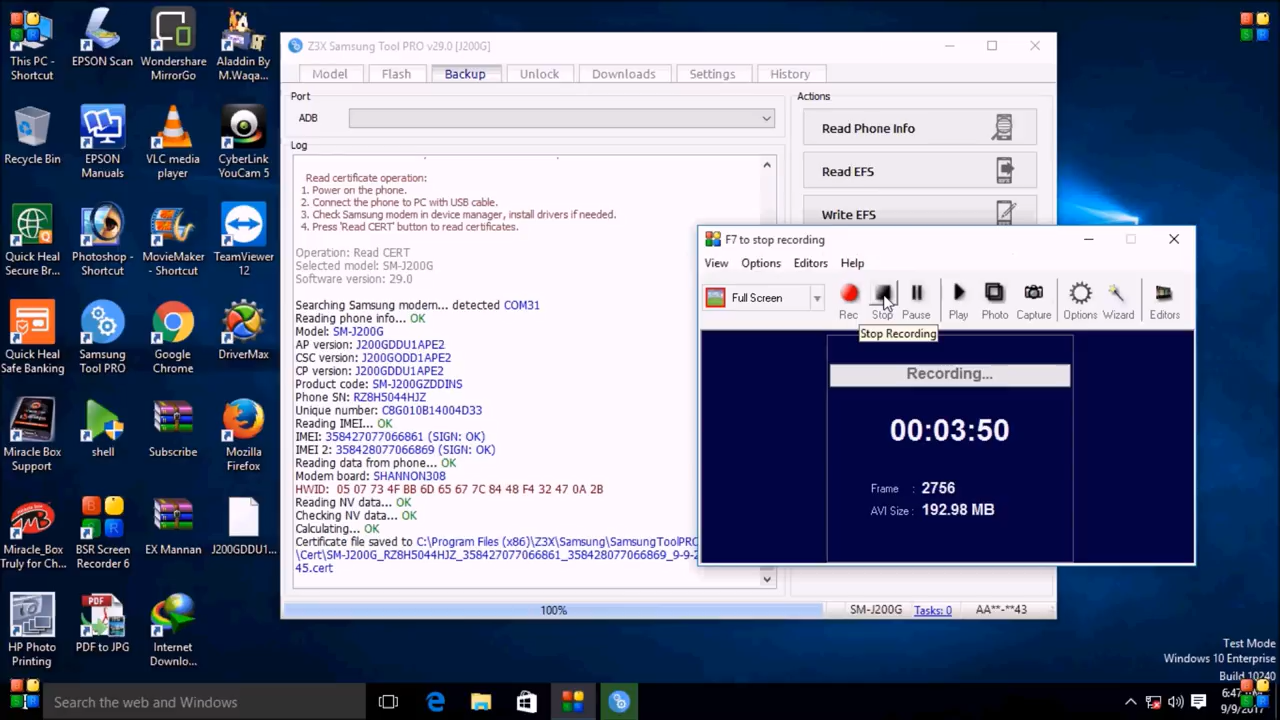 This PC - Shortcut
EPSON Scan
Wondershare MirrorGo
Aladdin By M.Waqa...
Recycle Bin
EPSON Manuals
VLC media player
CyberLink YouCam 5
Quick Heal Secure Br...
Photoshop - Shortcut
MovieMaker - Shortcut
TeamViewer 12
Quick Heal Safe Banking
Samsung Tool PRO
Google Chrome
DriverMax
Miracle Box Support
shell
Subscribe
Mozilla Firefox
Miracle_Box Truly for Ch...
BSR Screen Recorder 6
EX Mannan
J200GDDU1...
HP Photo Printing
PDF to JPG
Internet Downlo...
Z3X Samsung Tool PRO v29.0 [J200G]
Model Flash Backup Unlock Downloads Settings History
Port
ADB
Log
Read certificate operation:
1. Power on the phone.
2. Connect the phone to PC with USB cable.
3. Check Samsung modem in device manager, install drivers if needed.
4. Press 'Read CERT' button to read certificates.
Operation: Read CERT
Selected model: SM-J200G
Software version: 29.0
Searching Samsung modem... detected COM31
Reading phone info... OK
Model: SM-J200G
AP version: J200GDDU1APE2
CSC version: J200GODD1APE2
CP version: J200GDDU1APE2
Product code: SM-J200GZDDINS
Phone SN: RZ8H5044HJZ
Unique number: C8G010B14004D33
Reading IMEI... OK
IMEI: 358427077066861 (SIGN: OK)
IMEI 2: 358428077066869 (SIGN: OK)
Reading data from phone... OK
Modem board: SHANNON308
HWID: 05 07 73 4F BB 6D 65 67 7C 84 48 F4 32 47 0A 2B
Reading NV data... OK
Checking NV data... OK
Calculating... OK
Certificate file saved to C:\Program Files (x86)\Z3X\Samsung\SamsungToolPRO
\Cert\SM-J200G_RZ8H5044HJZ_358427077066861_358428077066869_9-9-2
45.cert
Actions
Read Phone Info
Read EFS
Write EFS
100%
SM-J200G Tasks: 0 AA**-**43
F7 to stop recording
View Options Editors Help
Full Screen
Rec Stop Pause Play Photo Capture Options Wizard Editors
Stop Recording
Recording...
00:03:50
Frame : 2756
AVI Size : 192.98 MB
Test Mode
Windows 10 Enterprise
Build 10240
Search the web and Windows
9/9/2017